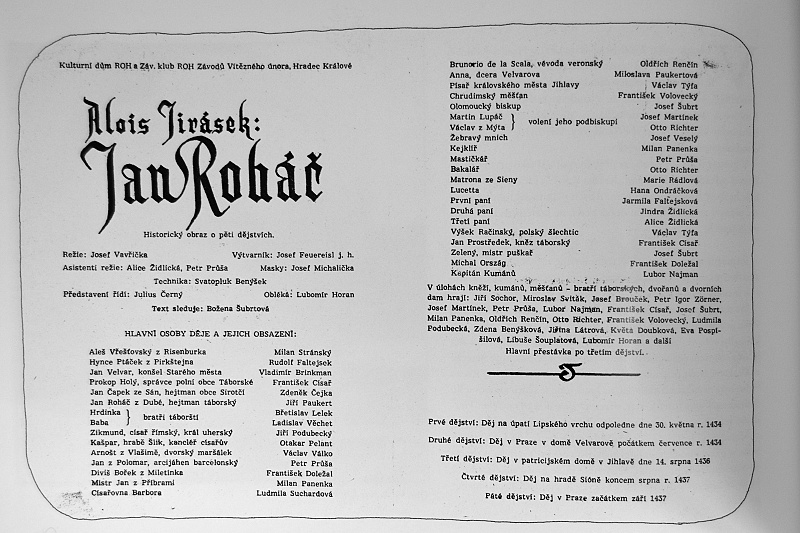 Kulturní dům ROH a Záv. klub ROH Závodů Vítězného února, Hradec Králové
Alois Jirásek:
Jan Roháč
Historický obraz o pěti dějstvích.
Režie: Josef Vavřička Výtvarník: Josef Feuereisl j. h.
Asistenti režie: Alice Židlická, Petr Průša Masky: Josef Michalička
Technika: Svatopluk Benýšek
Představení řídí: Julius Černý Obléká: Lubomír Horan
Text sleduje: Božena Šubrtová
HLAVNÍ OSOBY DĚJE A JEJICH OBSAZENÍ:
Aleš Vřešťovský z Risenburka Milan Stránský
Hynce Ptáček z Pirkštejna Rudolf Faltejsek
Jan Velvar, konšel Starého města Vladimír Brinkman
Prokop Holý, správce polní obce Táborské František Císař
Jan Čapek ze Sán, hejtman obce Sirotčí Zdeněk Čejka
Jan Roháč z Dubé, hejtman táborský Jiří Paukert
Hrdinka } bratři táborští Břetislav Lelek
Baba } Ladislav Věchet
Zikmund, císař římský, král uherský Jiří Podubecký
Kašpar, hrabě Šlik, kancléř císařův Otakar Pelant
Arnošt z Vlašimě, dvorský maršálek Václav Válko
Jan z Polomar, arcijáhen barcelonský Petr Průša
Diviš Bořek z Miletínka František Doležal
Mistr Jan z Příbrami Milan Panenka
Císařovna Barbora Ludmila Suchardová
Brunorio de la Scala, vévoda veronský Oldřich Renčín
Anna, dcera Velvarova Miloslava Paukertová
Písař královského města Jihlavy Václav Týfa
Chrudimský měšťan František Volovecký
Olomoucký biskup Josef Šubrt
Martin Lupáč } volení jeho podbiskupi Josef Martínek
Václav z Mýta } Otto Richter
Žebravý mnich Josef Veselý
Kejklíř Milan Panenka
Mastičkář Petr Průša
Bakalář Otto Richter
Matrona ze Sieny Marie Rádlová
Lucetta Hana Ondráčková
První paní Jarmila Faltejsková
Druhá paní Jindra Židlická
Třetí paní Alice Židlická
Výšek Račinský, polský šlechtic Václav Týfa
Jan Prostředek, kněz táborský František Císař
Zelený, mistr puškař Josef Šubrt
Michal Ország František Doležal
Kapitán Kumánů Lubor Najman
V úlohách kněží, kumánů, měšťanů - bratří táborských, dvořanů a dvorních
dam hrají: Jiří Sochor, Miroslav Sviták, Josef Brouček, Petr Igor Zörner,
Josef Martínek, Petr Průša, Lubor Najman, František Císař, Josef Šubrt,
Milan Panenka, Oldřich Renčín, Otto Richter, František Volovecký, Ludmila
Podubecká, Zdena Benýšková, Jiřina Látrová, Květa Doubková, Eva Pospí-
šilová, Libuše Šouplatová, Lubomír Horan a další
Hlavní přestávka po třetím dějství.
Prvé dějství: Děj na úpatí Lipského vrchu odpoledne dne 30. května r. 1434
Druhé dějství: Děj v Praze v domě Velvarově počátkem července r. 1434
Třetí dějství: Děj v patricijském domě v Jihlavě dne 14. srpna 1436
Čtvrté dějství: Děj na hradě Sióně koncem srpna r. 1437
Páté dějství: Děj v Praze začátkem září 1437